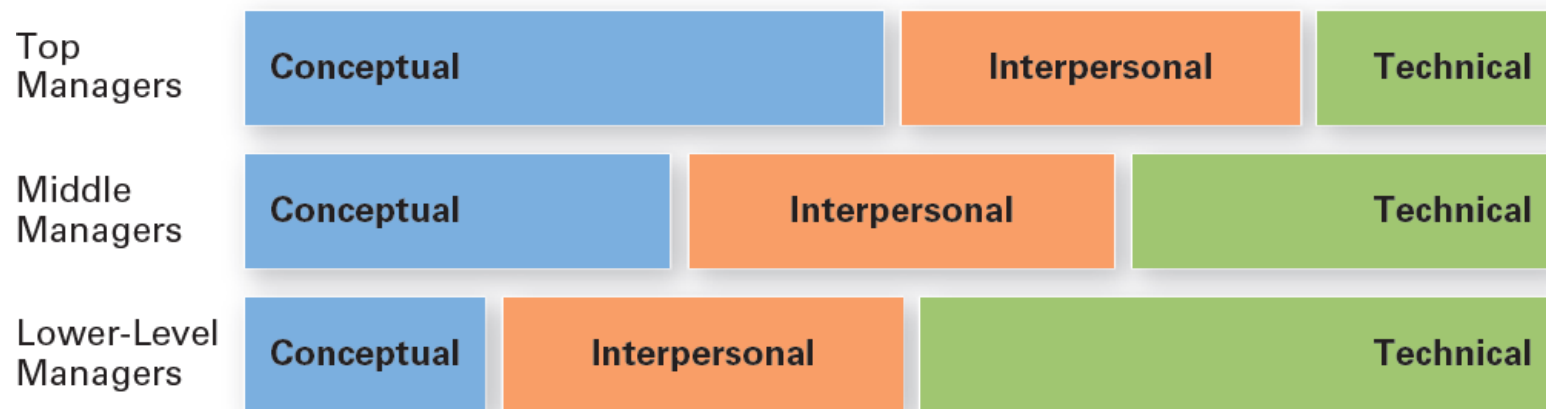 Top
Managers
Conceptual
Interpersonal
Technical
Middle
Managers
Conceptual
Interpersonal
Technical
Lower-Level
Managers
Conceptual
Interpersonal
Technical